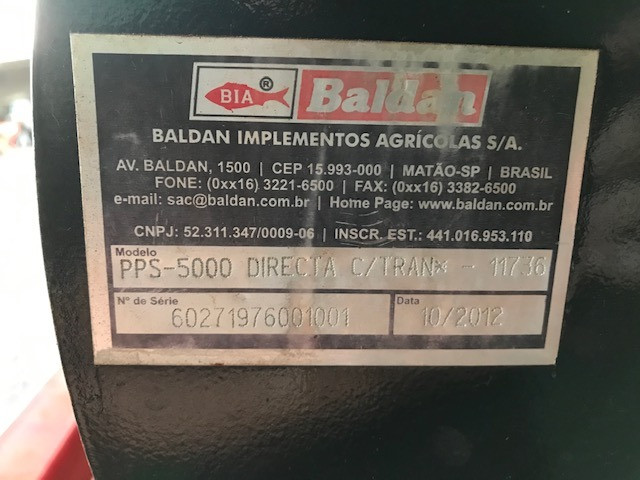 BIA ® Baldan
BALDAN IMPLEMENTOS AGRÍCOLAS S/A.
AV. BALDAN, 1500 | CEP 15.993-000 | MATÃO-SP | BRASIL
FONE: (0xx16) 3221-6500 | FAX: (0xx16) 3382-6500
e-mail: sac@baldan.com.br | Home Page: www.baldan.com.br
CNPJ: 52.311.347/0009-06 | INSCR. EST.: 441.016.953.110
Modelo
PPS-5000 DIRECTA C/TRAN* - 11736
Nº de Série
60271976001001
Data
10/2012